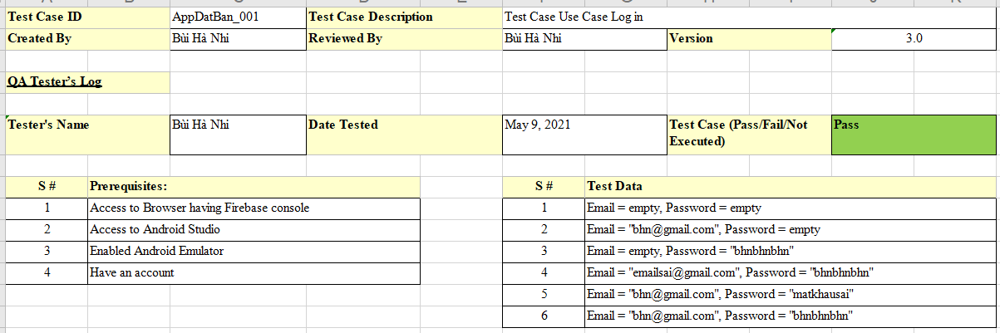 Test Case ID AppDatBan_001 Test Case Description Test Case Use Case Log in
Created By Bùi Hà Nhi Reviewed By Bùi Hà Nhi Version 3.0
QA Tester's Log
Tester's Name Bùi Hà Nhi Date Tested May 9, 2021 Test Case (Pass/Fail/Not Pass
Executed)
S # Prerequisites: S # Test Data
1 Access to Browser having Firebase console 1 Email = empty, Password = empty
2 Access to Android Studio 2 Email = "bhn@gmail.com", Password = empty
3 Enabled Android Emulator 3 Email = empty, Password = "bhnbhnbhn"
4 Have an account 4 Email = "emailsai@gmail.com", Password = "bhnbhnbhn"
5 Email = "bhn@gmail.com", Password = "matkhausai"
6 Email = "bhn@gmail.com", Password = "bhnbhnbhn"